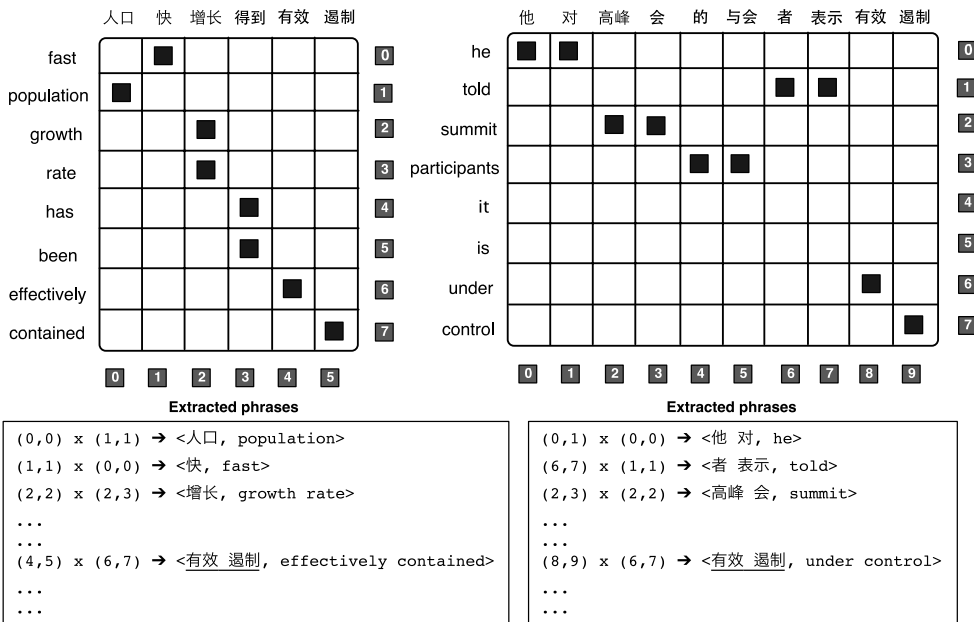 人口 快 增长 得到 有效 遏制
fast 0
population 1
growth 2
rate 3
has 4
been 5
effectively 6
contained 7
0 1 2 3 4 5
Extracted phrases
(0,0) x (1,1) ➔ <人口, population>
(1,1) x (0,0) ➔ <快, fast>
(2,2) x (2,3) ➔ <增长, growth rate>
...
...
(4,5) x (6,7) ➔ <有效 遏制, effectively contained>
...
...
他 对 高峰 会 的 与会 者 表示 有效 遏制
he 0
told 1
summit 2
participants 3
it 4
is 5
under 6
control 7
0 1 2 3 4 5 6 7 8 9
Extracted phrases
(0,1) x (0,0) ➔ <他 对, he>
(6,7) x (1,1) ➔ <者 表示, told>
(2,3) x (2,2) ➔ <高峰 会, summit>
...
...
(8,9) x (6,7) ➔ <有效 遏制, under control>
...
...